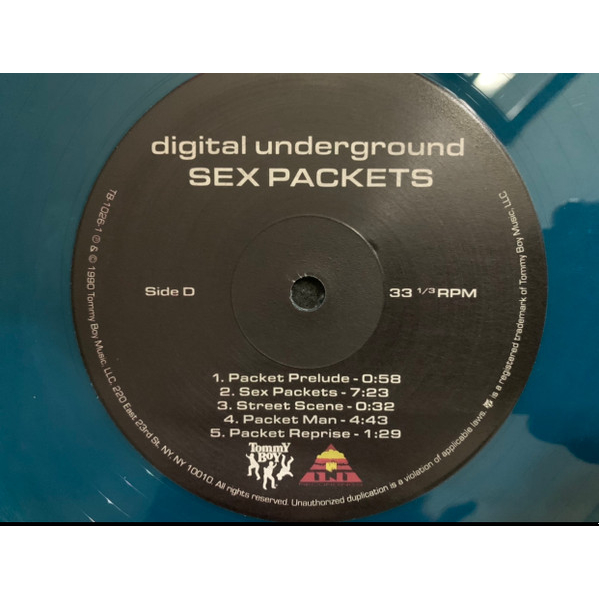 digital underground
SEX PACKETS
Side D
33 1/3 RPM
1. Packet Prelude - 0:58
2. Sex Packets - 7:23
3. Street Scene - 0:32
4. Packet Man - 4:43
5. Packet Reprise - 1:29
TOMMY
BOY
TNT
TB-1026-1 ℗ & © 1990 Tommy Boy Music, LLC, 220 East 23rd St. NY, NY 10010. All rights reserved. Unauthorized duplication is a violation of applicable laws. is a registered trademark of Tommy Boy Music, LLC